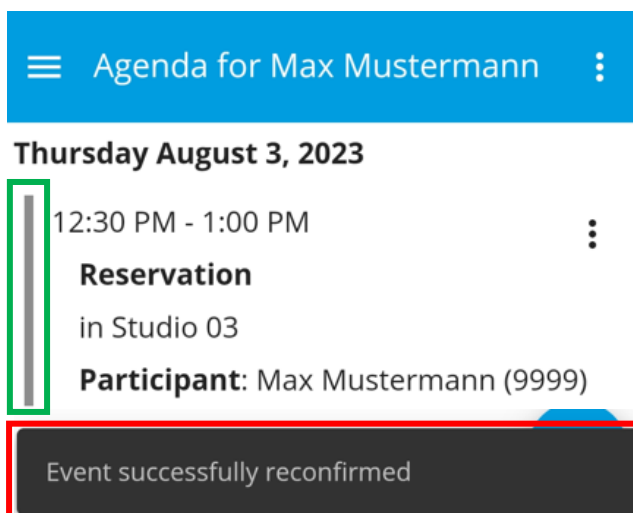 Agenda for Max Mustermann
Thursday August 3, 2023
12:30 PM - 1:00 PM
Reservation
in Studio 03
Participant: Max Mustermann (9999)
Event successfully reconfirmed